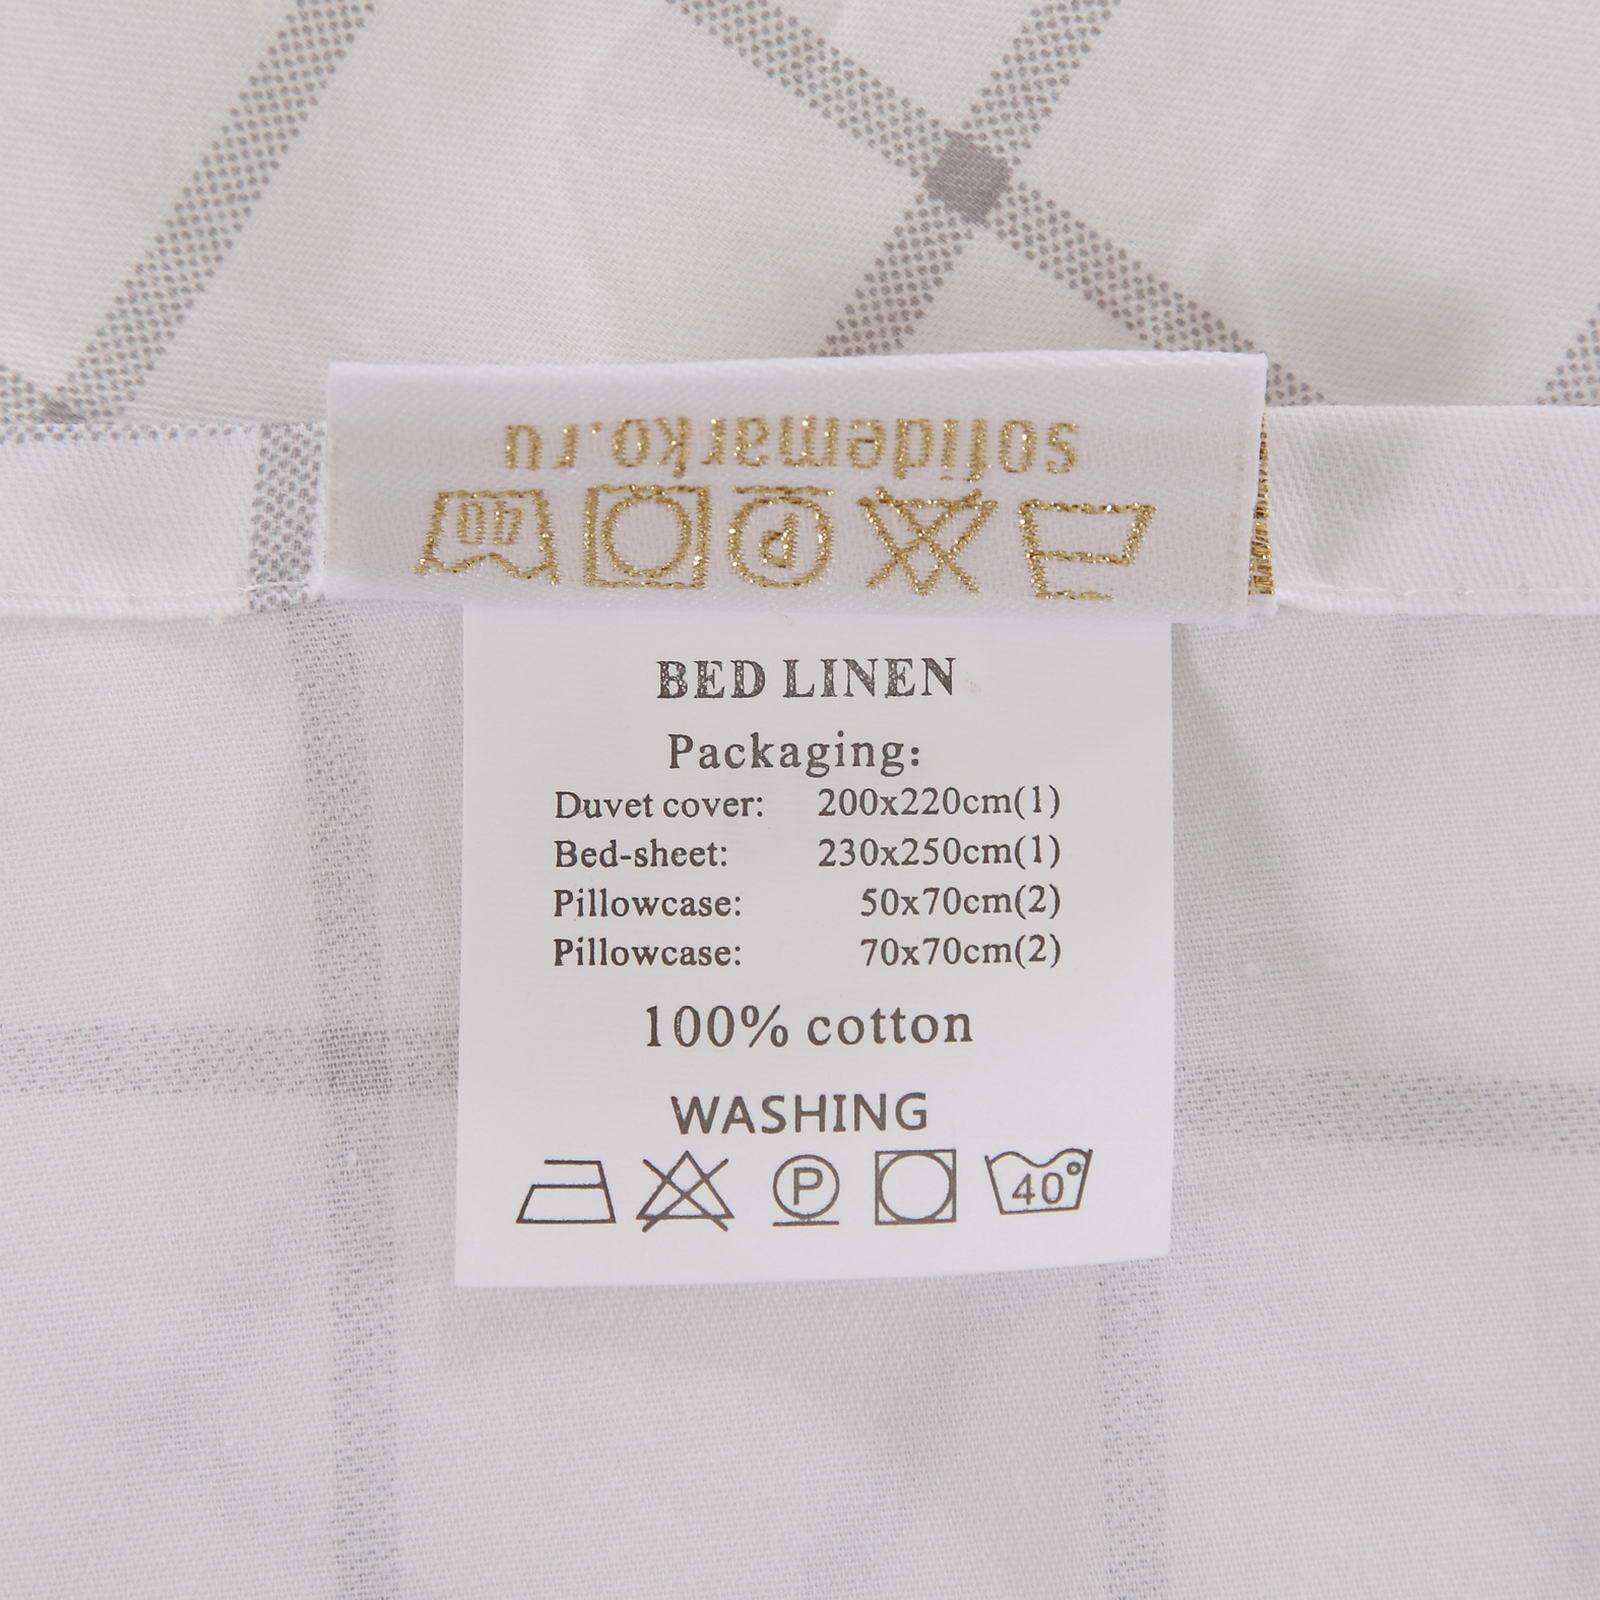 sofidemarko.ru
40
P
BED LINEN
Packaging:
Duvet cover: 200x220cm(1)
Bed-sheet: 230x250cm(1)
Pillowcase: 50x70cm(2)
Pillowcase: 70x70cm(2)
100% cotton
WASHING
P 40°